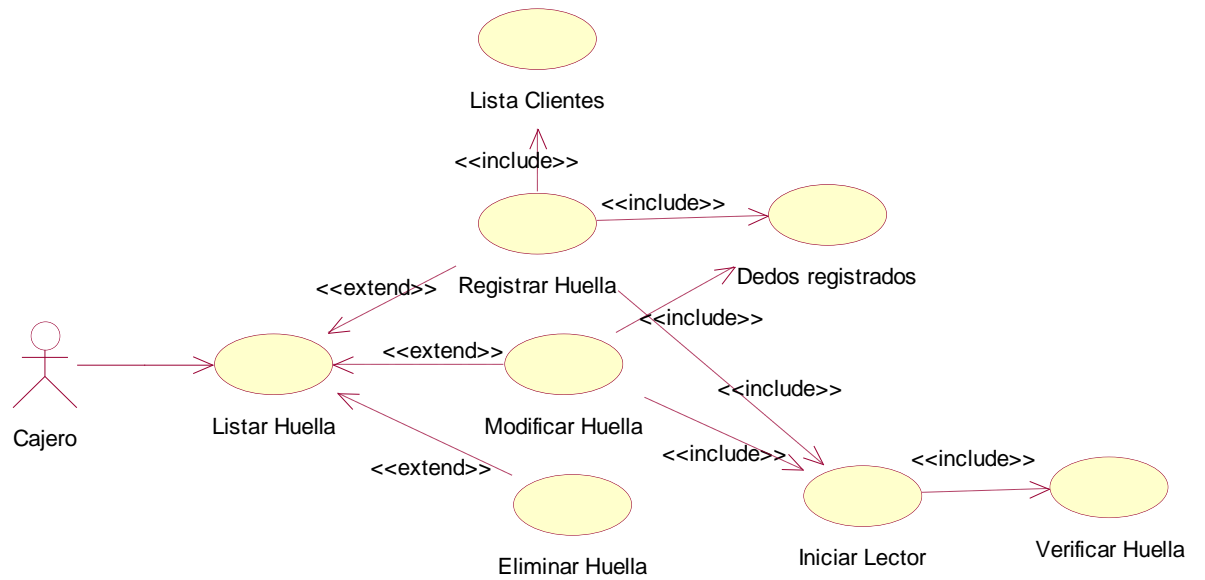 Lista Clientes
<<include>>
<<include>>
Dedos registrados
<<extend>>
Registrar Huella
<<include>>
<<extend>>
<<include>>
Cajero
Listar Huella
Modificar Huella
<<include>>
<<include>>
<<extend>>
Eliminar Huella
Iniciar Lector
Verificar Huella